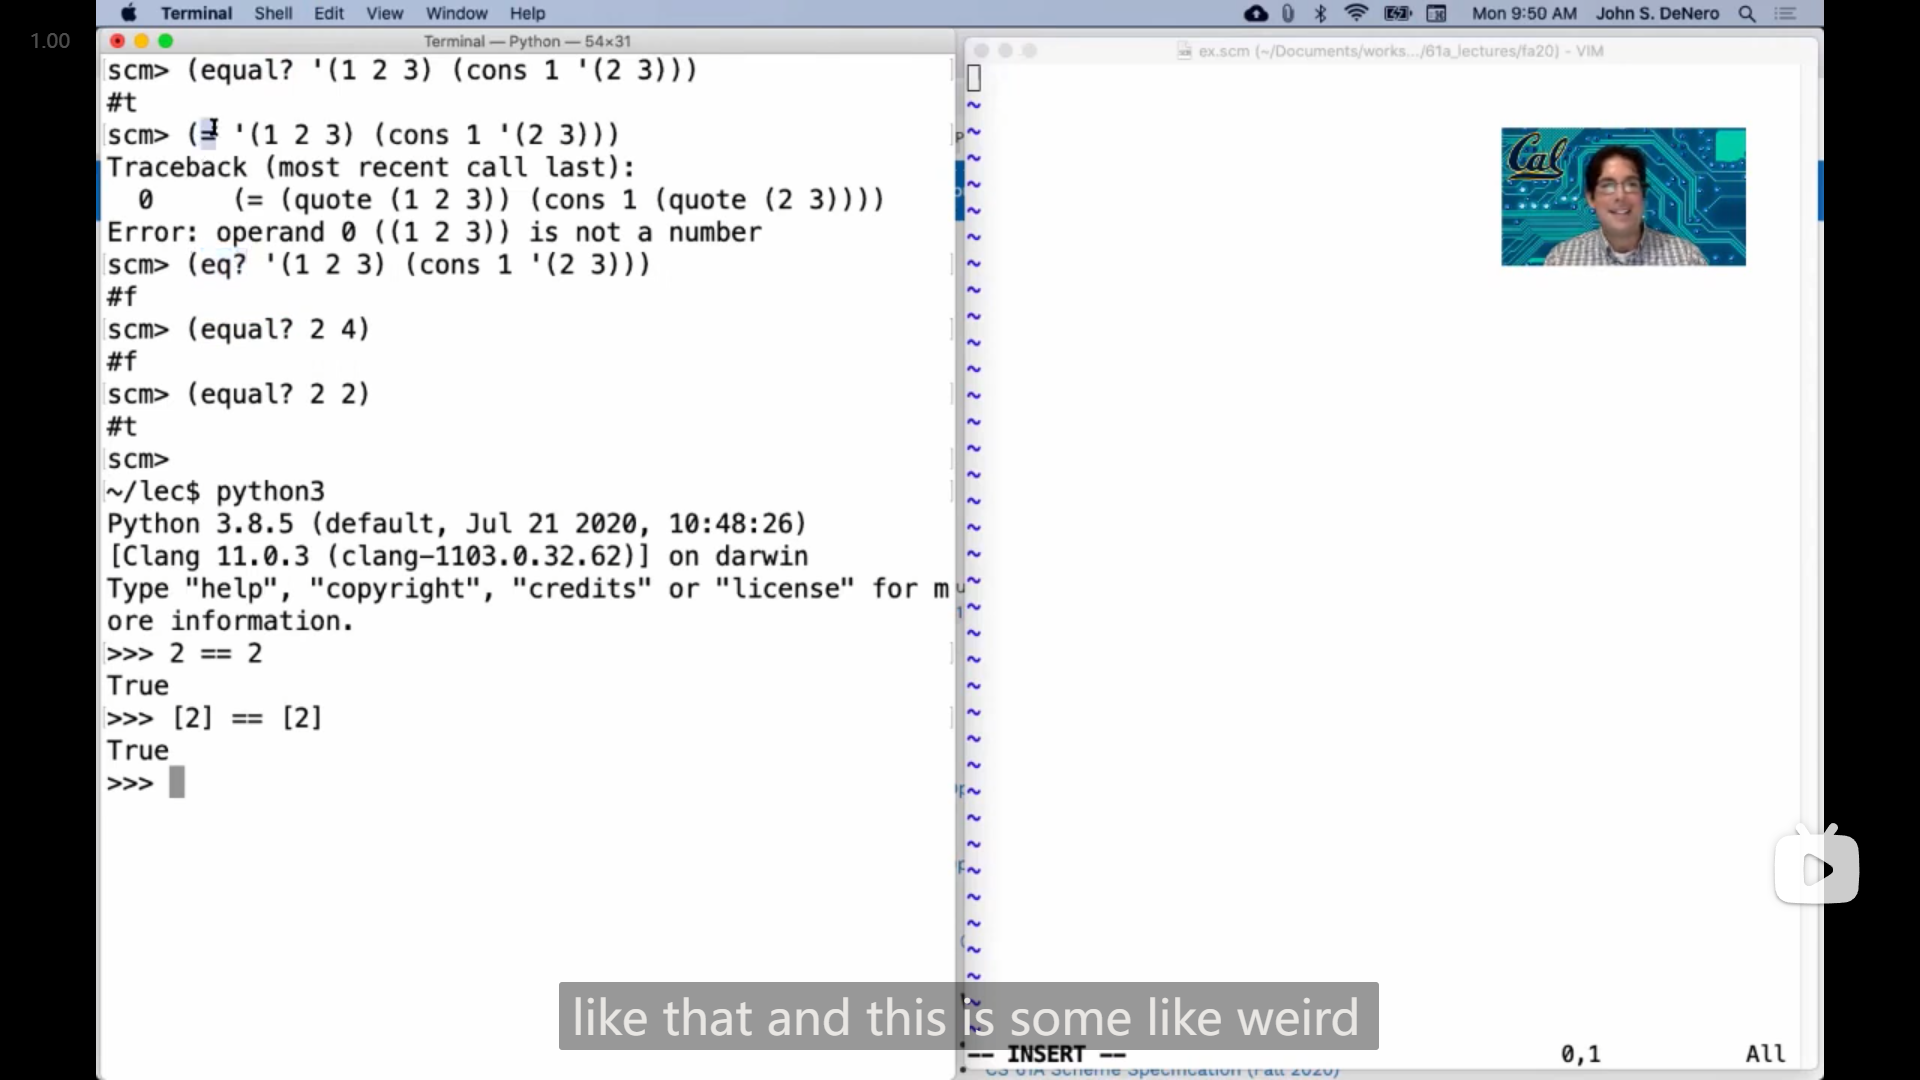 1.00
Terminal Shell Edit View Window Help
Mon 9:50 AM John S. DeNero
Terminal — Python — 54×31
scm> (equal? '(1 2 3) (cons 1 '(2 3)))
#t
scm> (= '(1 2 3) (cons 1 '(2 3)))
Traceback (most recent call last):
0 (= (quote (1 2 3)) (cons 1 (quote (2 3))))
Error: operand 0 ((1 2 3)) is not a number
scm> (eq? '(1 2 3) (cons 1 '(2 3)))
#f
scm> (equal? 2 4)
#f
scm> (equal? 2 2)
#t
scm>
~/lec$ python3
Python 3.8.5 (default, Jul 21 2020, 10:48:26)
[Clang 11.0.3 (clang-1103.0.32.62)] on darwin
Type "help", "copyright", "credits" or "license" for m
ore information.
>>> 2 == 2
True
>>> [2] == [2]
True
>>>
ex.scm (~/Documents/works.../61a_lectures/fa20) - VIM
Cal
like that and this is some like weird
-- INSERT -- 0,1 All
CS 61A Scheme Specification (Fall 2020)